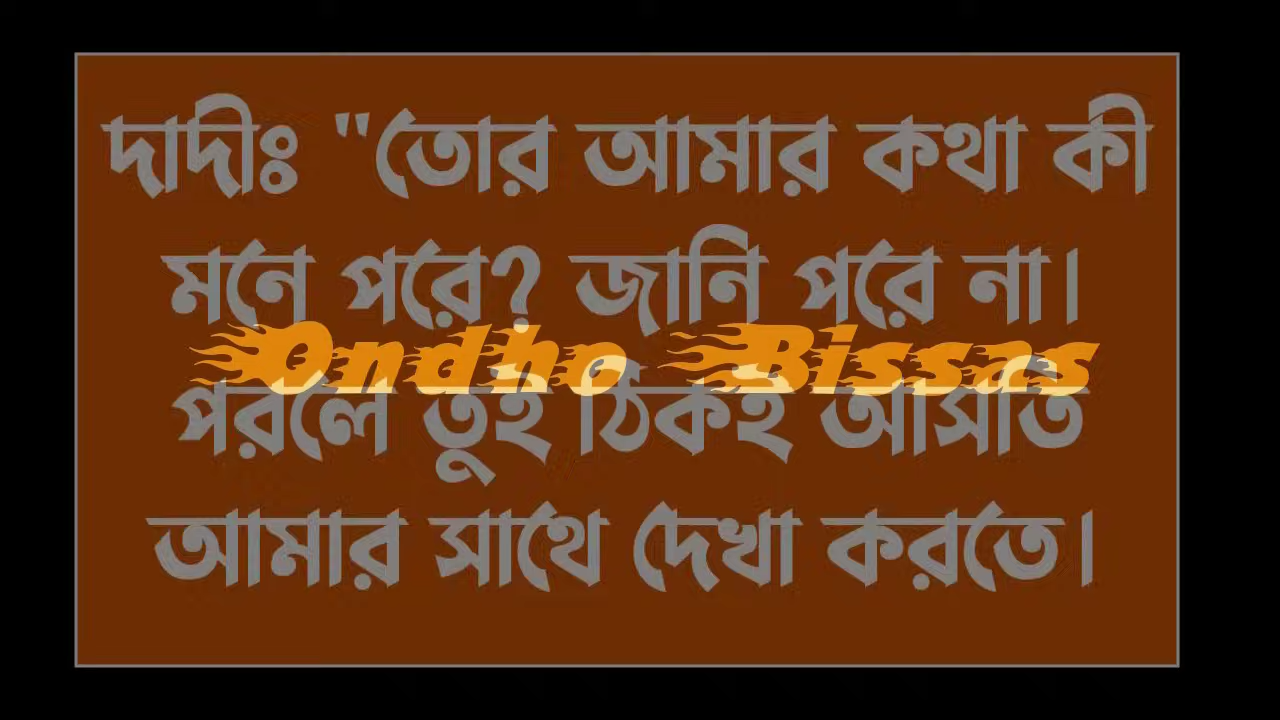 দাদীঃ "তোর আমার কথা কী
মনে পরে? জানি পরে না।
Ondho Bissas
পরলে তুই ঠিকই আসতি
আমার সাথে দেখা করতে।